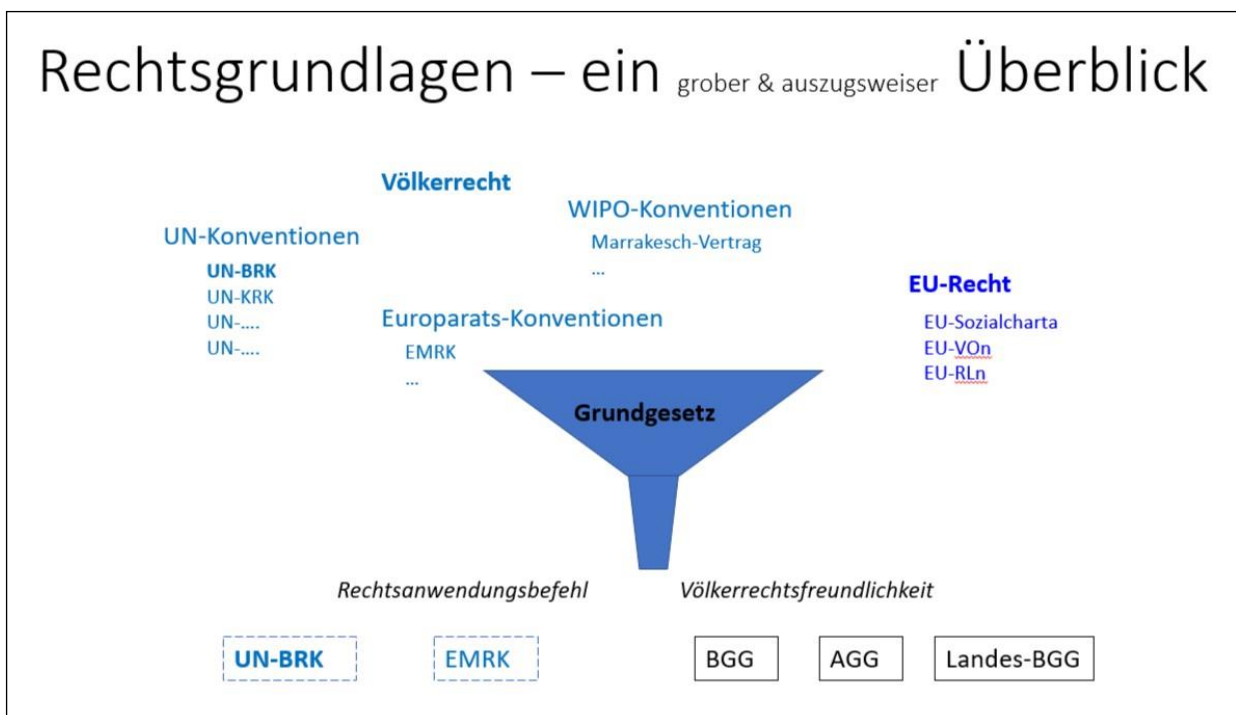 Rechtsgrundlagen – ein grober & auszugsweiser Überblick
Völkerrecht
UN-Konventionen
UN-BRK
UN-KRK
UN-....
UN-....
WIPO-Konventionen
Marrakesch-Vertrag
...
Europarats-Konventionen
EMRK
...
EU-Recht
EU-Sozialcharta
EU-VOn
EU-RLn
Grundgesetz
Rechtsanwendungsbefehl
Völkerrechtsfreundlichkeit
UN-BRK
EMRK
BGG
AGG
Landes-BGG